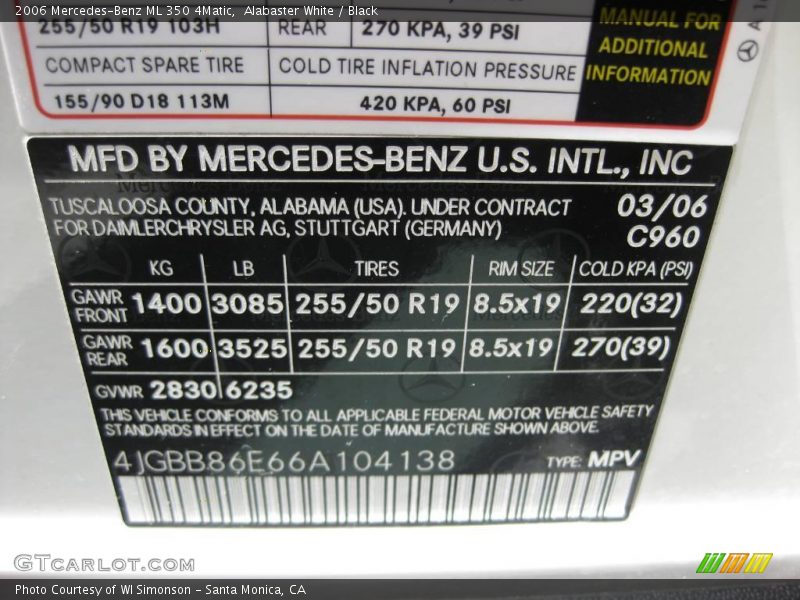 2006 Mercedes-Benz ML 350 4Matic,  Alabaster White / Black
255/50 R19 103H REAR 270 KPA, 39 PSI
COMPACT SPARE TIRE COLD TIRE INFLATION PRESSURE
155/90 D18 113M 420 KPA, 60 PSI
MANUAL FOR
ADDITIONAL
INFORMATION
MFD BY MERCEDES-BENZ U.S. INTL., INC
TUSCALOOSA COUNTY, ALABAMA (USA). UNDER CONTRACT 03/06
FOR DAIMLERCHRYSLER AG, STUTTGART (GERMANY) C960
KG LB TIRES RIM SIZE COLD KPA (PSI)
GAWR FRONT 1400 3085 255/50 R19 8.5x19 220(32)
GAWR REAR 1600 3525 255/50 R19 8.5x19 270(39)
GVWR 2830 6235
THIS VEHICLE CONFORMS TO ALL APPLICABLE FEDERAL MOTOR VEHICLE SAFETY
STANDARDS IN EFFECT ON THE DATE OF MANUFACTURE SHOWN ABOVE.
4JGBB86E66A104138 TYPE: MPV
GTCARLOT.COM
Photo Courtesy of WI Simonson - Santa Monica, CA